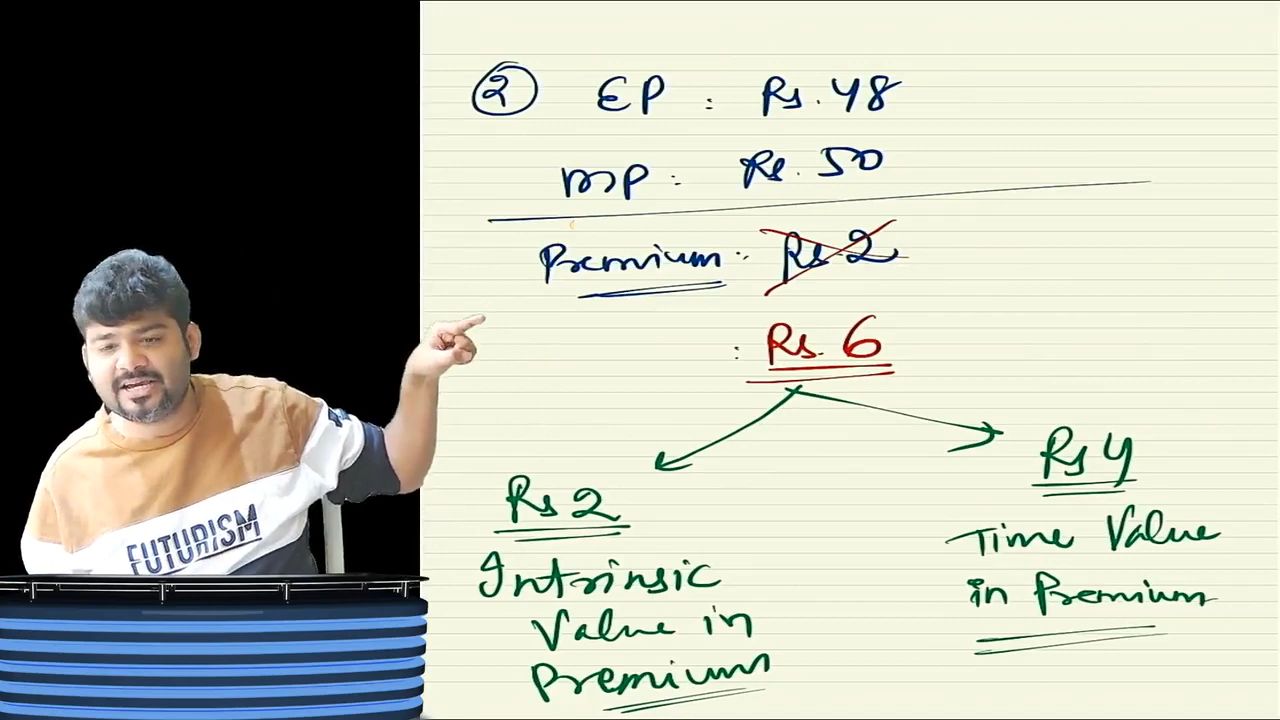 ② EP : Rs. 48
MP : Rs. 50
Premium : Rs 2
: Rs. 6
Rs 2
Intrinsic
Value in
Premium
Rs 4
Time Value
in Premium
FUTURISM